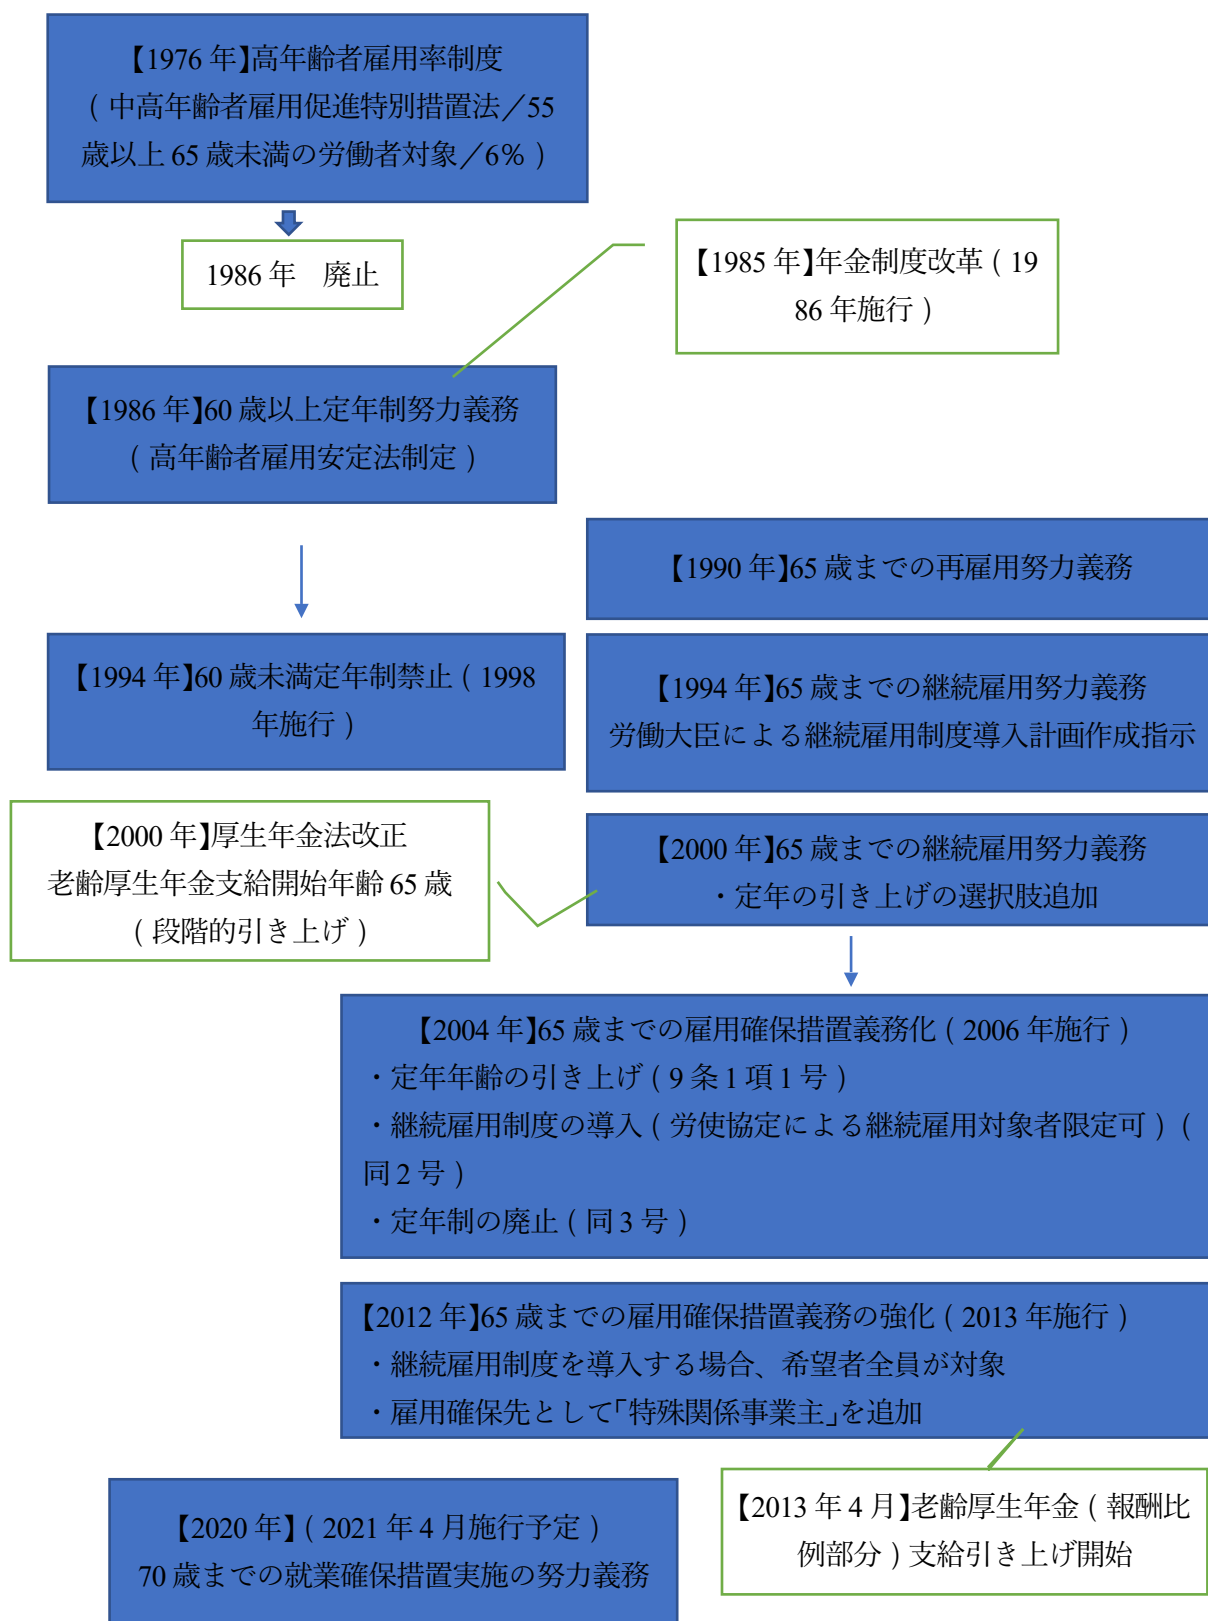 【1976 年】高年齢者雇用率制度
( 中高年齢者雇用促進特別措置法／55
歳以上 65 歳未満の労働者対象／6% )
1986 年　廃止
【1985 年】年金制度改革 ( 19
86 年施行 )
【1986 年】60 歳以上定年制努力義務
( 高年齢者雇用安定法制定 )
【1990 年】65 歳までの再雇用努力義務
【1994 年】60 歳未満定年制禁止 ( 1998
年施行 )
【1994 年】65 歳までの継続雇用努力義務
労働大臣による継続雇用制度導入計画作成指示
【2000 年】厚生年金法改正
老齢厚生年金支給開始年齢 65 歳
( 段階的引き上げ )
【2000 年】65 歳までの継続雇用努力義務
・定年の引き上げの選択肢追加
【2004 年】65 歳までの雇用確保措置義務化 ( 2006 年施行 )
・定年年齢の引き上げ ( 9 条 1 項 1 号 )
・継続雇用制度の導入 ( 労使協定による継続雇用対象者限定可 ) (
同 2 号 )
・定年制の廃止 ( 同 3 号 )
【2012 年】65 歳までの雇用確保措置義務の強化 ( 2013 年施行 )
・継続雇用制度を導入する場合、希望者全員が対象
・雇用確保先として「特殊関係事業主」を追加
【2013 年 4 月】老齢厚生年金 ( 報酬比
例部分 ) 支給引き上げ開始
【2020 年】 ( 2021 年 4 月施行予定 )
70 歳までの就業確保措置実施の努力義務